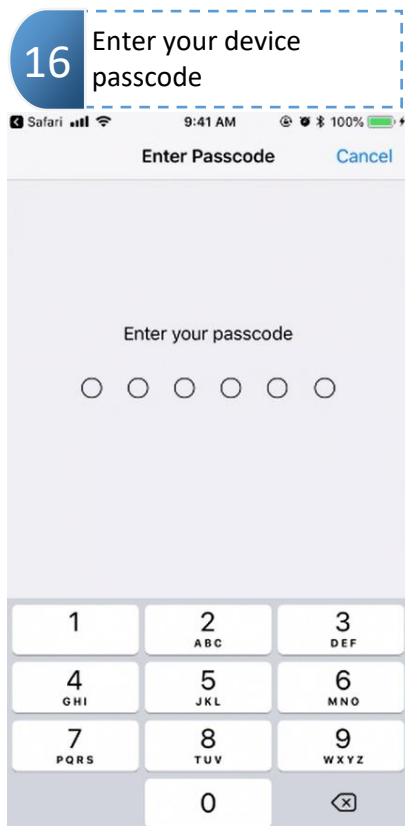 16
Enter your device
passcode
Safari 9:41 AM 100%
Enter Passcode Cancel
Enter your passcode
1 2 3
ABC DEF
4 5 6
GHI JKL MNO
7 8 9
PQRS TUV WXYZ
0